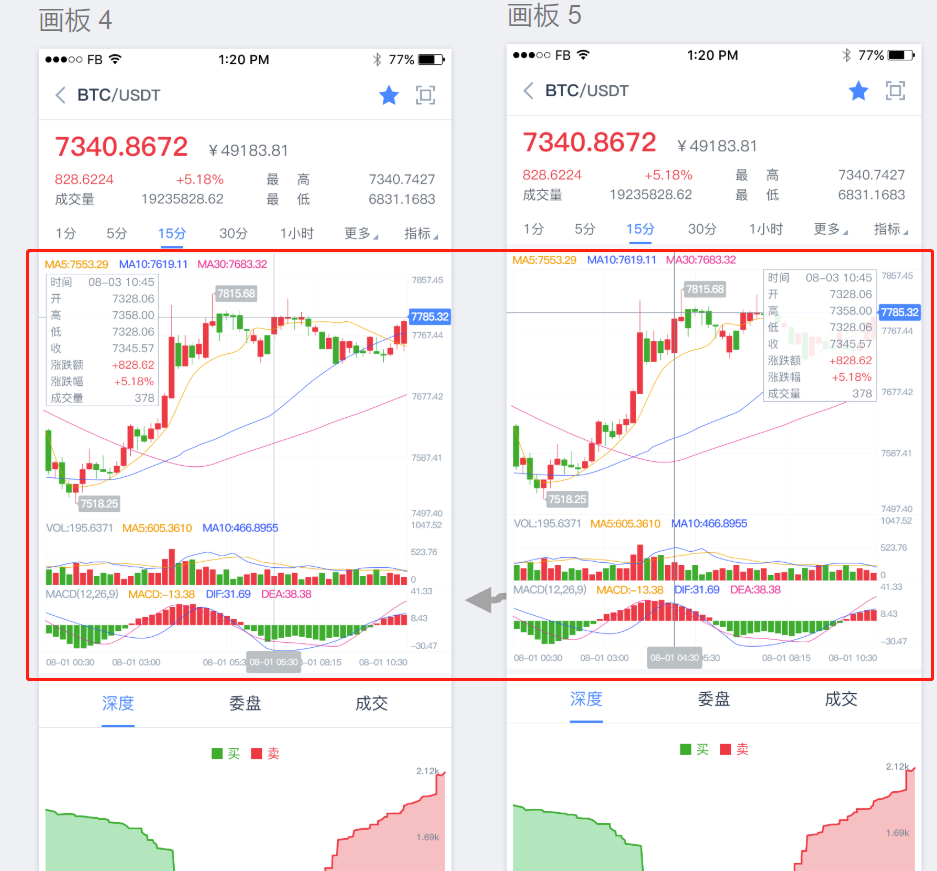 画板 4
FB 1:20 PM 77%
BTC/USDT
7340.8672 ￥49183.81
828.6224 +5.18% 最 高 7340.7427
成交量 19235828.62 最 低 6831.1683
1分 5分 15分 30分 1小时 更多 指标
MA5:7553.29 MA10:7619.11 MA30:7683.32
时间 08-03 10:45
开 7328.06
高 7358.00
低 7328.06
收 7345.57
涨跌额 +828.62
涨跌幅 +5.18%
成交量 378
7815.68
7518.25
7857.45
7785.32
7767.44
7677.42
7587.41
7497.40
VOL:195.6371 MA5:605.3610 MA10:466.8955
1047.52
523.76
0
MACD(12,26,9) MACD:−13.38 DIF:31.69 DEA:38.38
41.33
8.43
−30.47
08-01 00:30 08-01 03:00 08-01 05:3 08-01 05:30 -01 08:15 08-01 10:30
深度 委盘 成交
买 卖
2.12k
1.69k
画板 5
FB 1:20 PM 77%
BTC/USDT
7340.8672 ￥49183.81
828.6224 +5.18% 最 高 7340.7427
成交量 19235828.62 最 低 6831.1683
1分 5分 15分 30分 1小时 更多 指标
MA5:7553.29 MA10:7619.11 MA30:7683.32
7815.68
7518.25
时间 08-03 10:45
开 7328.06
高 7358.00
低 7328.06
收 7345.57
涨跌额 +828.62
涨跌幅 +5.18%
成交量 378
7857.45
7785.32
7767.44
7677.42
7587.41
7497.40
VOL:195.6371 MA5:605.3610 MA10:466.8955
1047.52
523.76
0
MACD(12,26,9) MACD:−13.38 DIF:31.69 DEA:38.38
41.33
8.43
−30.47
08-01 00:30 08-01 03:00 08-01 04:30 5:30 08-01 08:15 08-01 10:30
深度 委盘 成交
买 卖
2.12k
1.69k